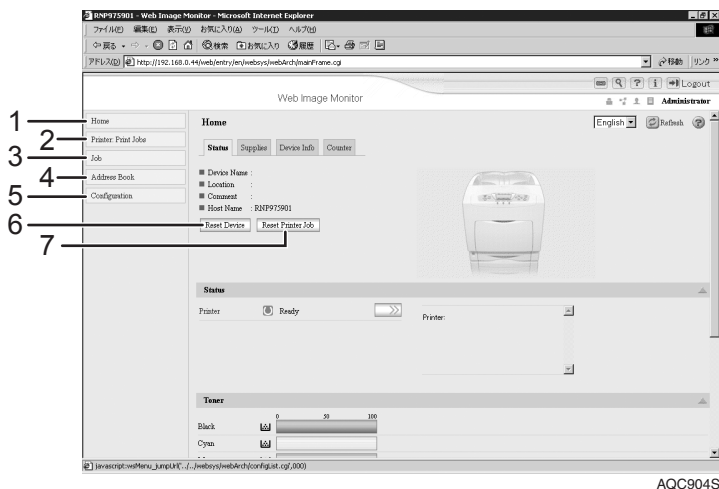 RNP975901 - Web Image Monitor - Microsoft Internet Explorer
ファイル(F) 編集(E) 表示(V) お気に入り(A) ツール(T) ヘルプ(H)
戻る 検索 お気に入り 履歴
アドレス(D) http://192.168.0.44/web/entry/en/websys/webArch/mainFrame.cgi 移動 リンク »
Logout
Web Image Monitor
Administrator
1 Home
2 Printer: Print Jobs
3 Job
4 Address Book
5 Configuration
6
7
Home
English Refresh
Status Supplies Device Info Counter
Device Name :
Location :
Comment :
Host Name : RNP975901
Reset Device Reset Printer Job
Status
Printer Ready Printer:
Toner
0 50 100
Black
Cyan
javascript:wsMenu_jumpUrl('../../websys/webArch/configList.cgi',000)
AQC904S